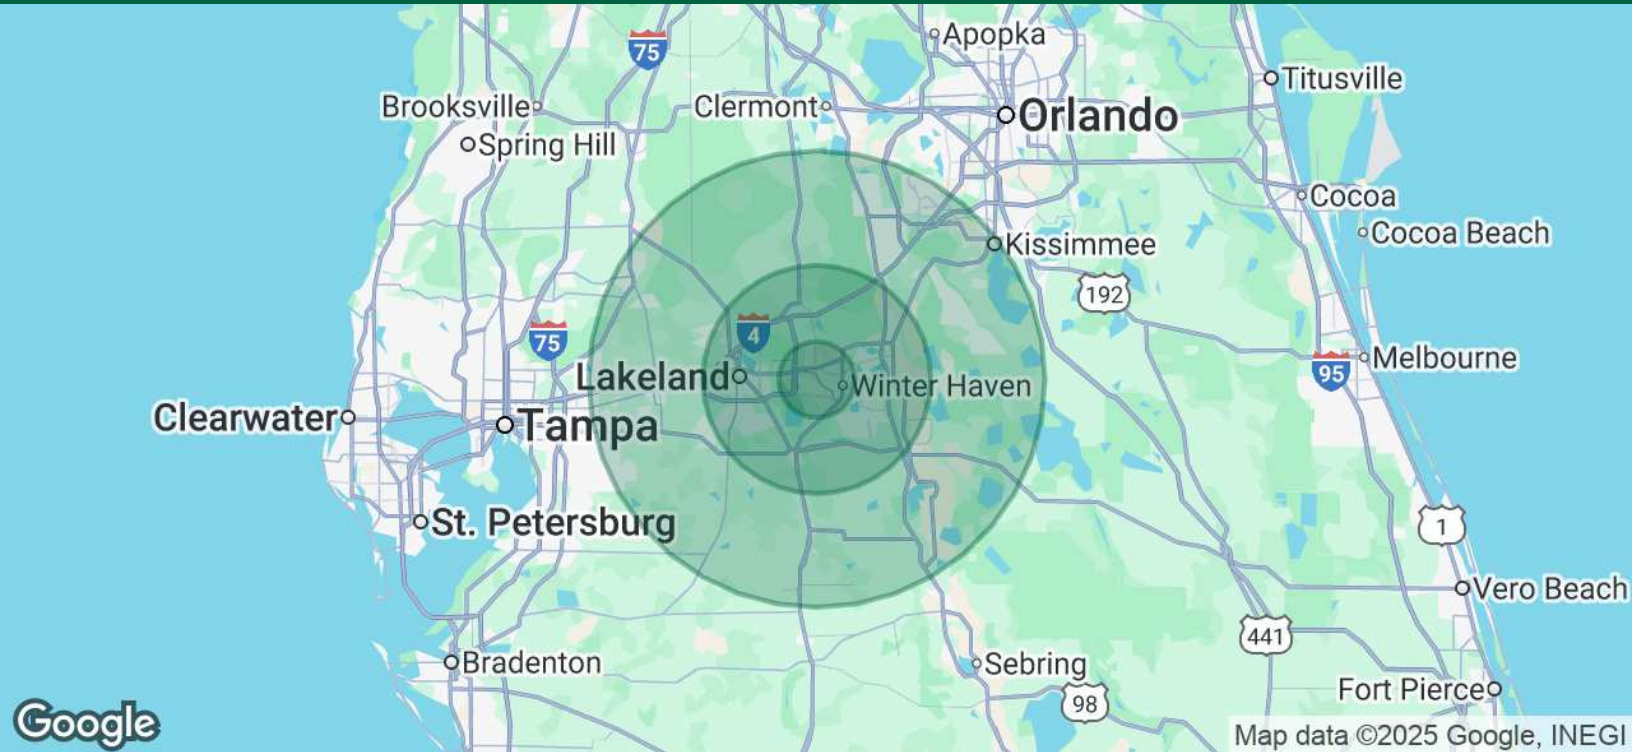 Apopka
75
Titusville
Brooksville
Clermont
Orlando
Spring Hill
Cocoa
Cocoa Beach
Kissimmee
192
75
4
Melbourne
95
Lakeland
Winter Haven
Clearwater
Tampa
St. Petersburg
1
Vero Beach
441
Bradenton
Sebring
Fort Pierce
98
Google
Map data ©2025 Google, INEGI